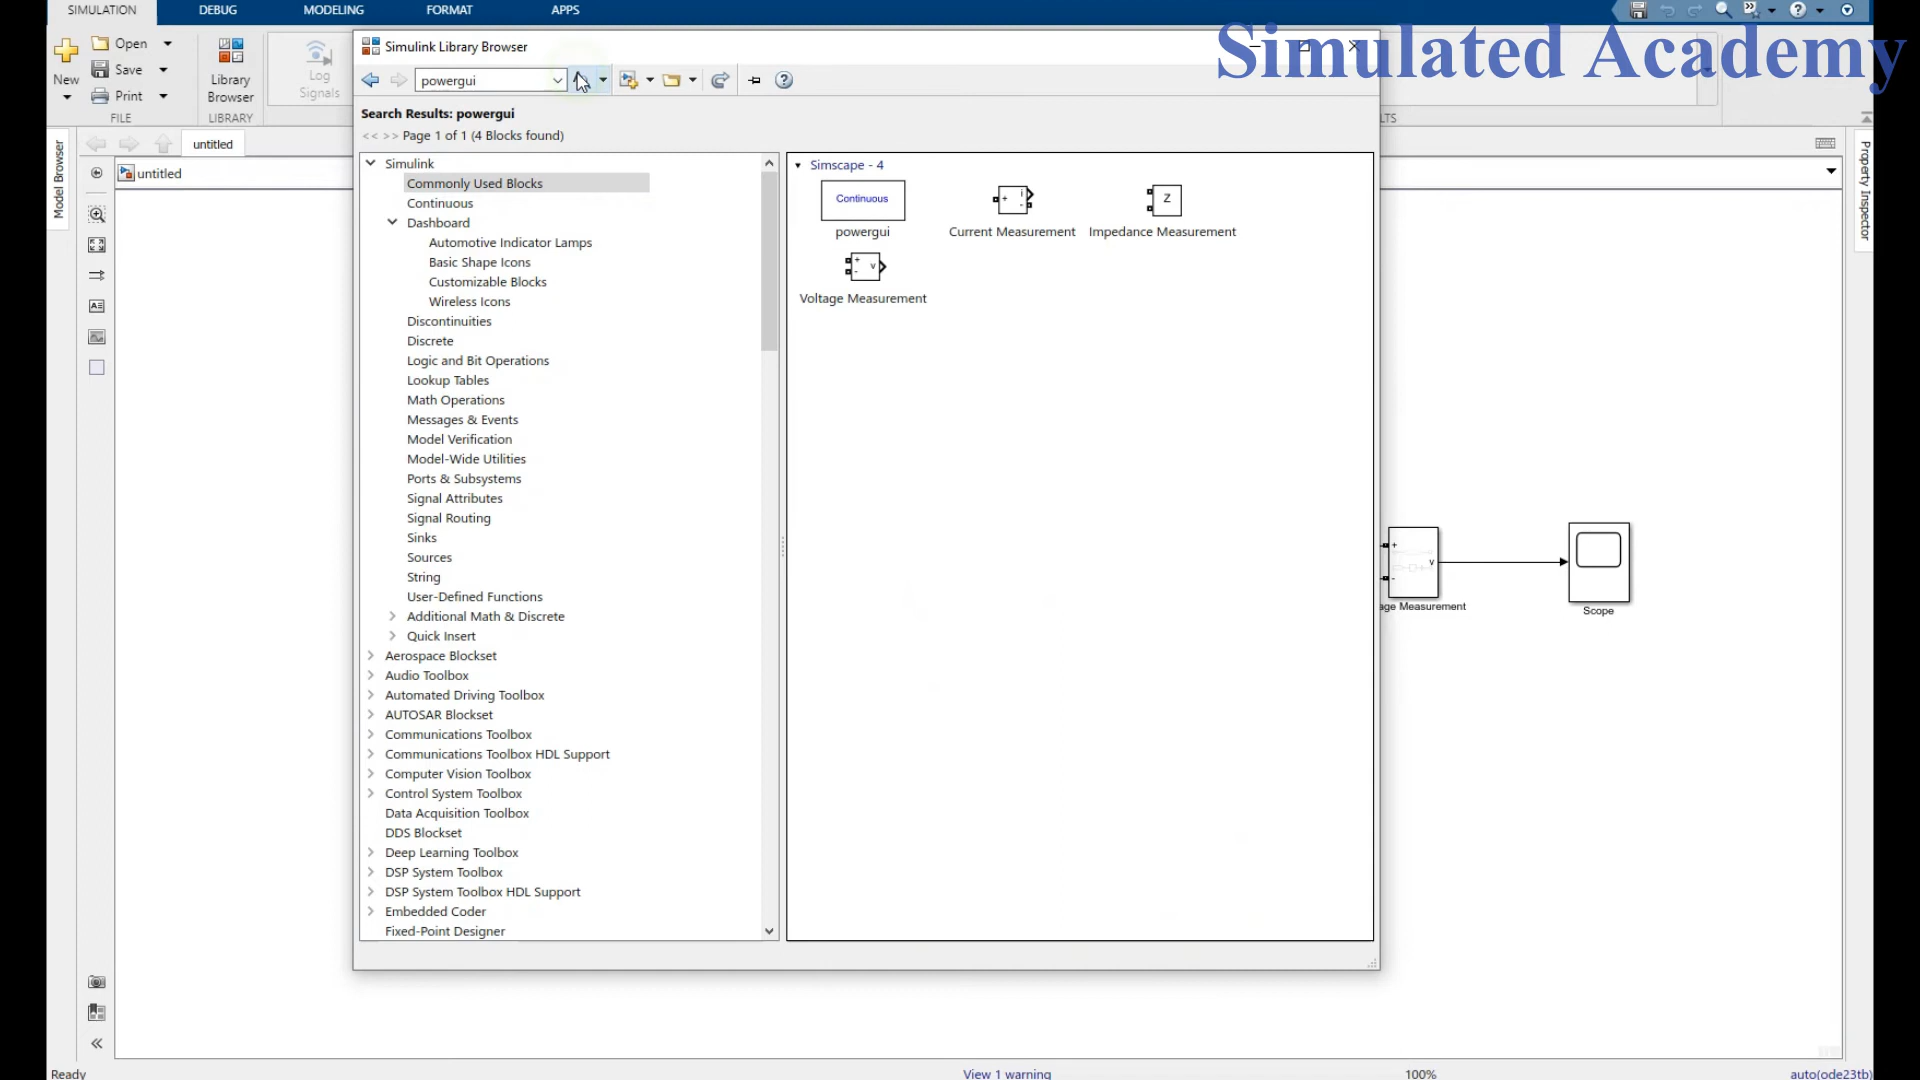 SIMULATION
DEBUG
MODELING
FORMAT
APPS
Simulated Academy
New
Open
Save
Print
FILE
Library
Browser
LIBRARY
Log
Signals
LTS
Simulink Library Browser
powergui
Search Results: powergui
<< >> Page 1 of 1 (4 Blocks found)
Model Browser
untitled
untitled
Property Inspector
Simulink
Commonly Used Blocks
Continuous
Dashboard
Automotive Indicator Lamps
Basic Shape Icons
Customizable Blocks
Wireless Icons
Discontinuities
Discrete
Logic and Bit Operations
Lookup Tables
Math Operations
Messages & Events
Model Verification
Model-Wide Utilities
Ports & Subsystems
Signal Attributes
Signal Routing
Sinks
Sources
String
User-Defined Functions
Additional Math & Discrete
Quick Insert
Aerospace Blockset
Audio Toolbox
Automated Driving Toolbox
AUTOSAR Blockset
Communications Toolbox
Communications Toolbox HDL Support
Computer Vision Toolbox
Control System Toolbox
Data Acquisition Toolbox
DDS Blockset
Deep Learning Toolbox
DSP System Toolbox
DSP System Toolbox HDL Support
Embedded Coder
Fixed-Point Designer
Simscape - 4
Continuous
powergui
+ i -
Current Measurement
Z
Impedance Measurement
+ v -
Voltage Measurement
+ v -
age Measurement
Scope
Ready
View 1 warning
100%
auto(ode23tb)